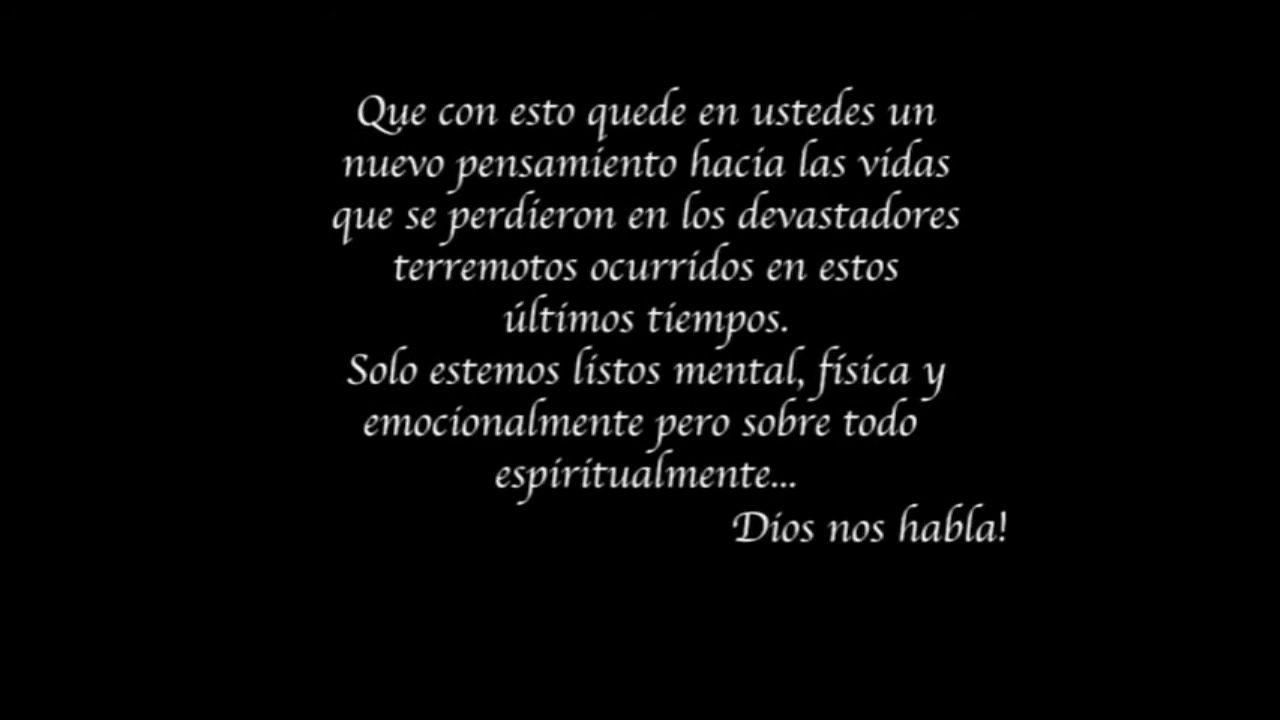 Que con esto quede en ustedes un
nuevo pensamiento hacia las vidas
que se perdieron en los devastadores
terremotos ocurridos en estos
últimos tiempos.
Solo estemos listos mental, física y
emocionalmente pero sobre todo
espiritualmente...
Dios nos habla!